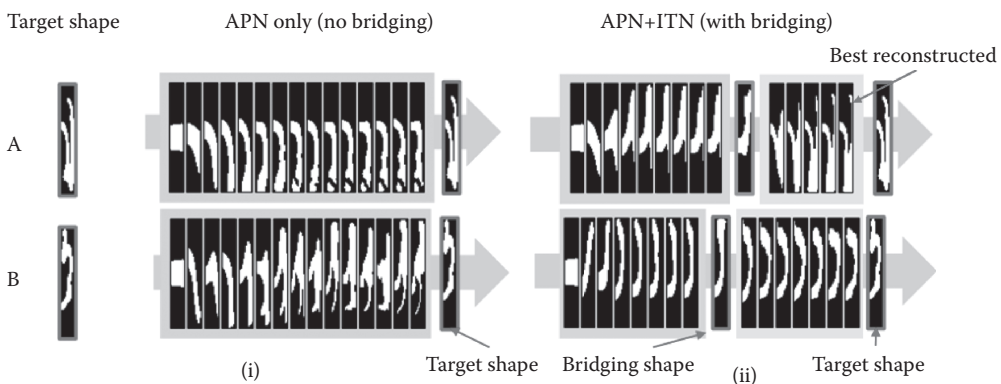 Target shape
APN only (no bridging)
APN+ITN (with bridging)
Best reconstructed
A
B
Target shape
Bridging shape
Target shape
(i)
(ii)